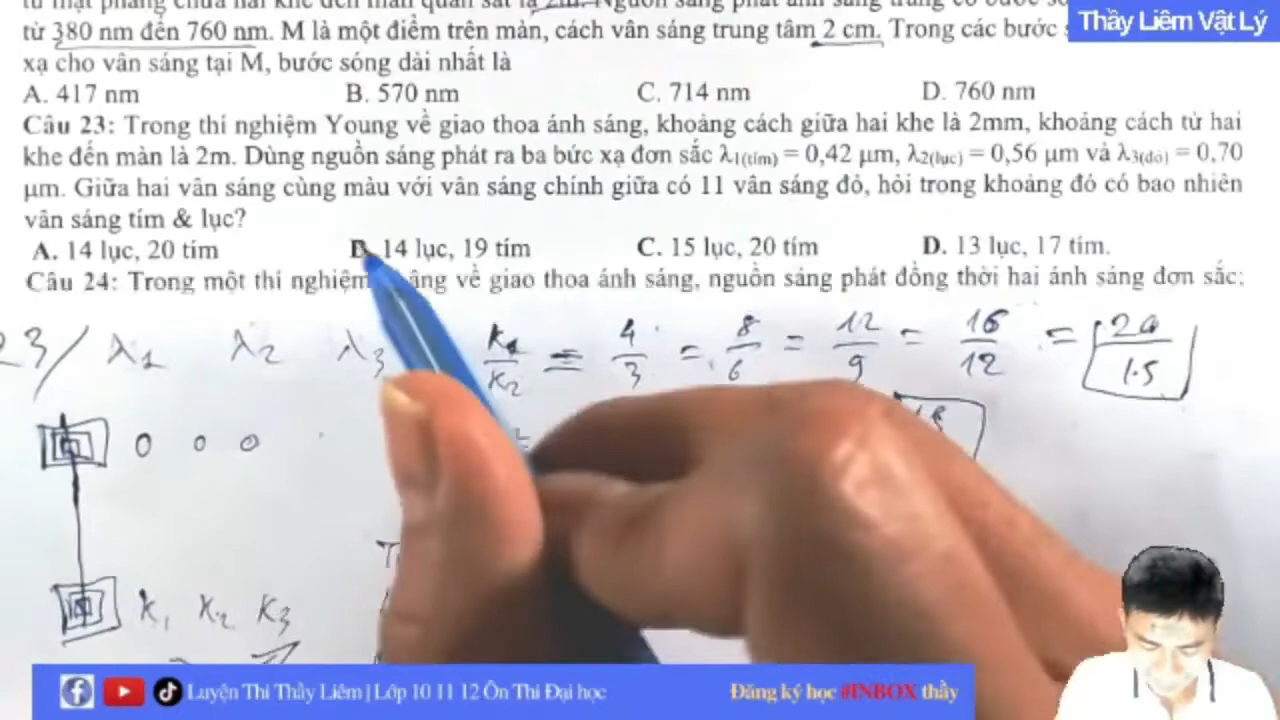 từ 380 nm đến 760 nm. M là một điểm trên màn, cách vân sáng trung tâm 2 cm. Trong các bước
Thầy Liêm Vật Lý
xạ cho vân sáng tại M, bước sóng dài nhất là
A. 417 nm B. 570 nm C. 714 nm D. 760 nm
Câu 23: Trong thí nghiệm Young về giao thoa ánh sáng, khoảng cách giữa hai khe là 2mm, khoảng cách từ hai
khe đến màn là 2m. Dùng nguồn sáng phát ra ba bức xạ đơn sắc λ1(tím) = 0,42 μm, λ2(lục) = 0,56 μm và λ3(đỏ) = 0,70
μm. Giữa hai vân sáng cùng màu với vân sáng chính giữa có 11 vân sáng đỏ, hỏi trong khoảng đó có bao nhiên
vân sáng tím & lục?
A. 14 lục, 20 tím B. 14 lục, 19 tím C. 15 lục, 20 tím D. 13 lục, 17 tím.
Câu 24: Trong một thí nghiệm về giao thoa ánh sáng, nguồn sáng phát đồng thời hai ánh sáng đơn sắc:
23/ λ1 λ2 λ3 k1/k2 = 4/3 = 8/6 = 12/9 = 16/12 = 20/15
0 0 0
K1 K2 K3
Luyện Thi Thầy Liêm | Lớp 10 11 12 Ôn Thi Đại học
Đăng ký học #INBOX thầy